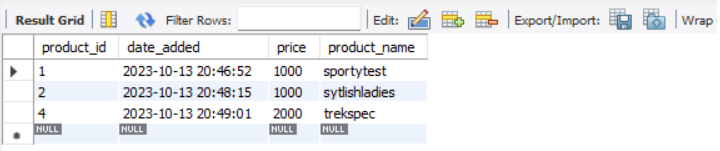 Result Grid Filter Rows: Edit: Export/Import: Wrap
product_id date_added price product_name
1 2023-10-13 20:46:52 1000 sportytest
2 2023-10-13 20:48:15 1000 sytlishladies
4 2023-10-13 20:49:01 2000 trekspec
NULL NULL NULL NULL